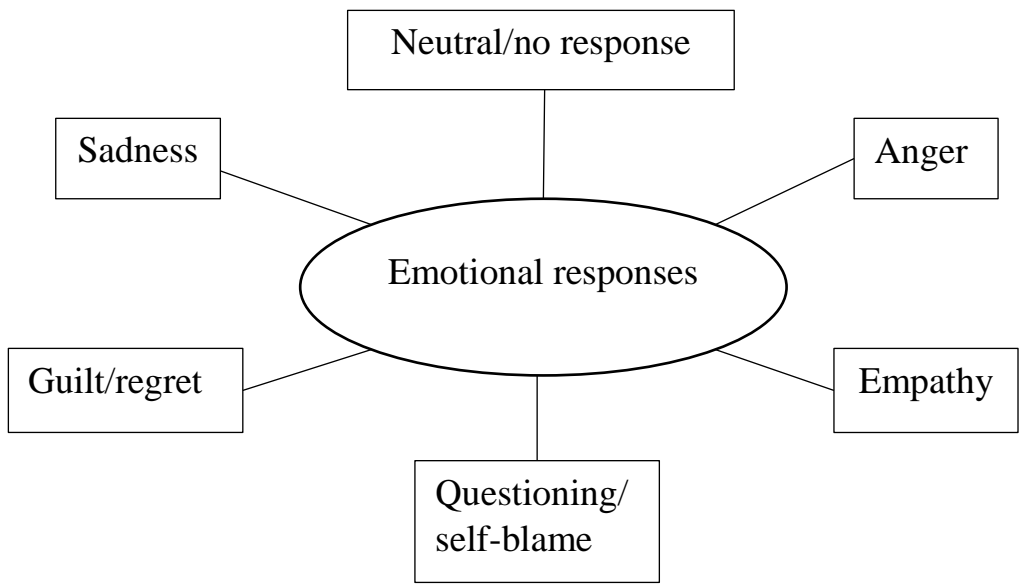 Neutral/no response
Sadness
Anger
Emotional responses
Guilt/regret
Empathy
Questioning/
self-blame